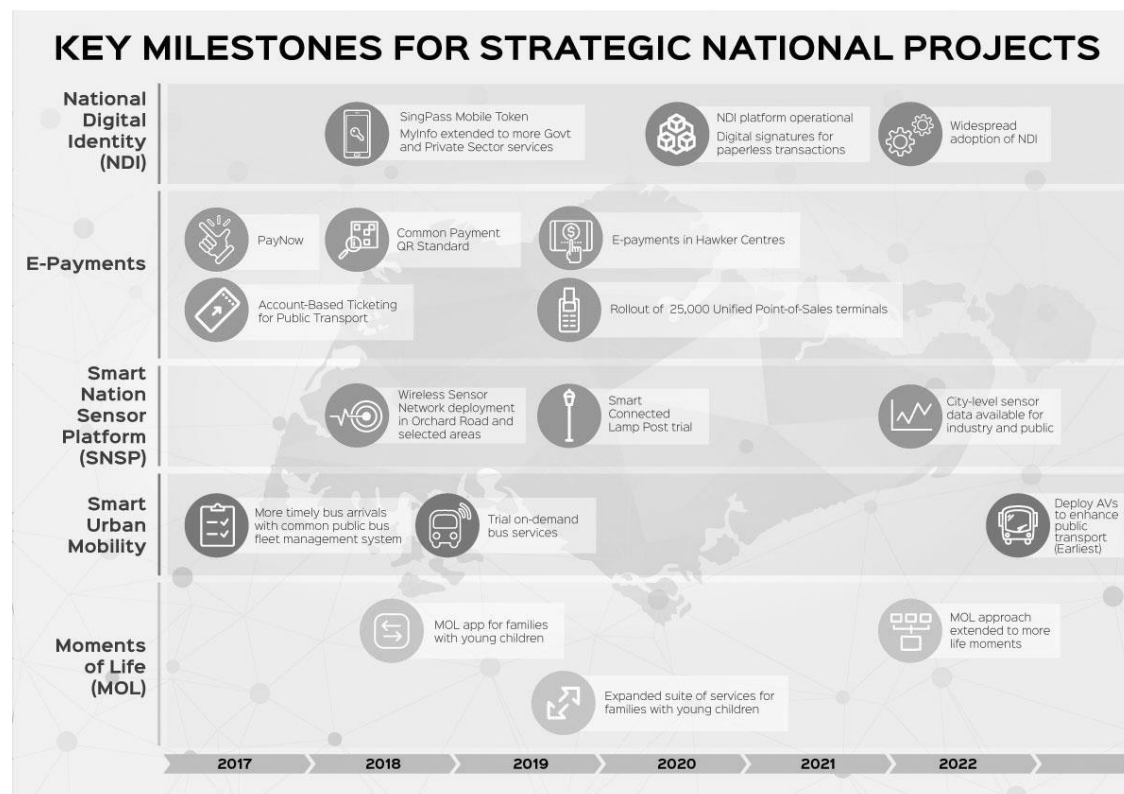 KEY MILESTONES FOR STRATEGIC NATIONAL PROJECTS
National
Digital
Identity
(NDI)
SingPass Mobile Token
MyInfo extended to more Govt
and Private Sector services
NDI platform operational
Digital signatures for
paperless transactions
Widespread
adoption of NDI
E-Payments
PayNow
Common Payment
QR Standard
E-payments in Hawker Centres
Account-Based Ticketing
for Public Transport
Rollout of 25,000 Unified Point-of-Sales terminals
Smart
Nation
Sensor
Platform
(SNSP)
Wireless Sensor
Network deployment
in Orchard Road and
selected areas
Smart
Connected
Lamp Post trial
City-level sensor
data available for
industry and public
Smart
Urban
Mobility
More timely bus arrivals
with common public bus
fleet management system
Trial on-demand
bus services
Deploy AVs
to enhance
public
transport
(Earliest)
Moments
of Life
(MOL)
MOL app for families
with young children
MOL approach
extended to more
life moments
Expanded suite of services for
families with young children
2017 2018 2019 2020 2021 2022